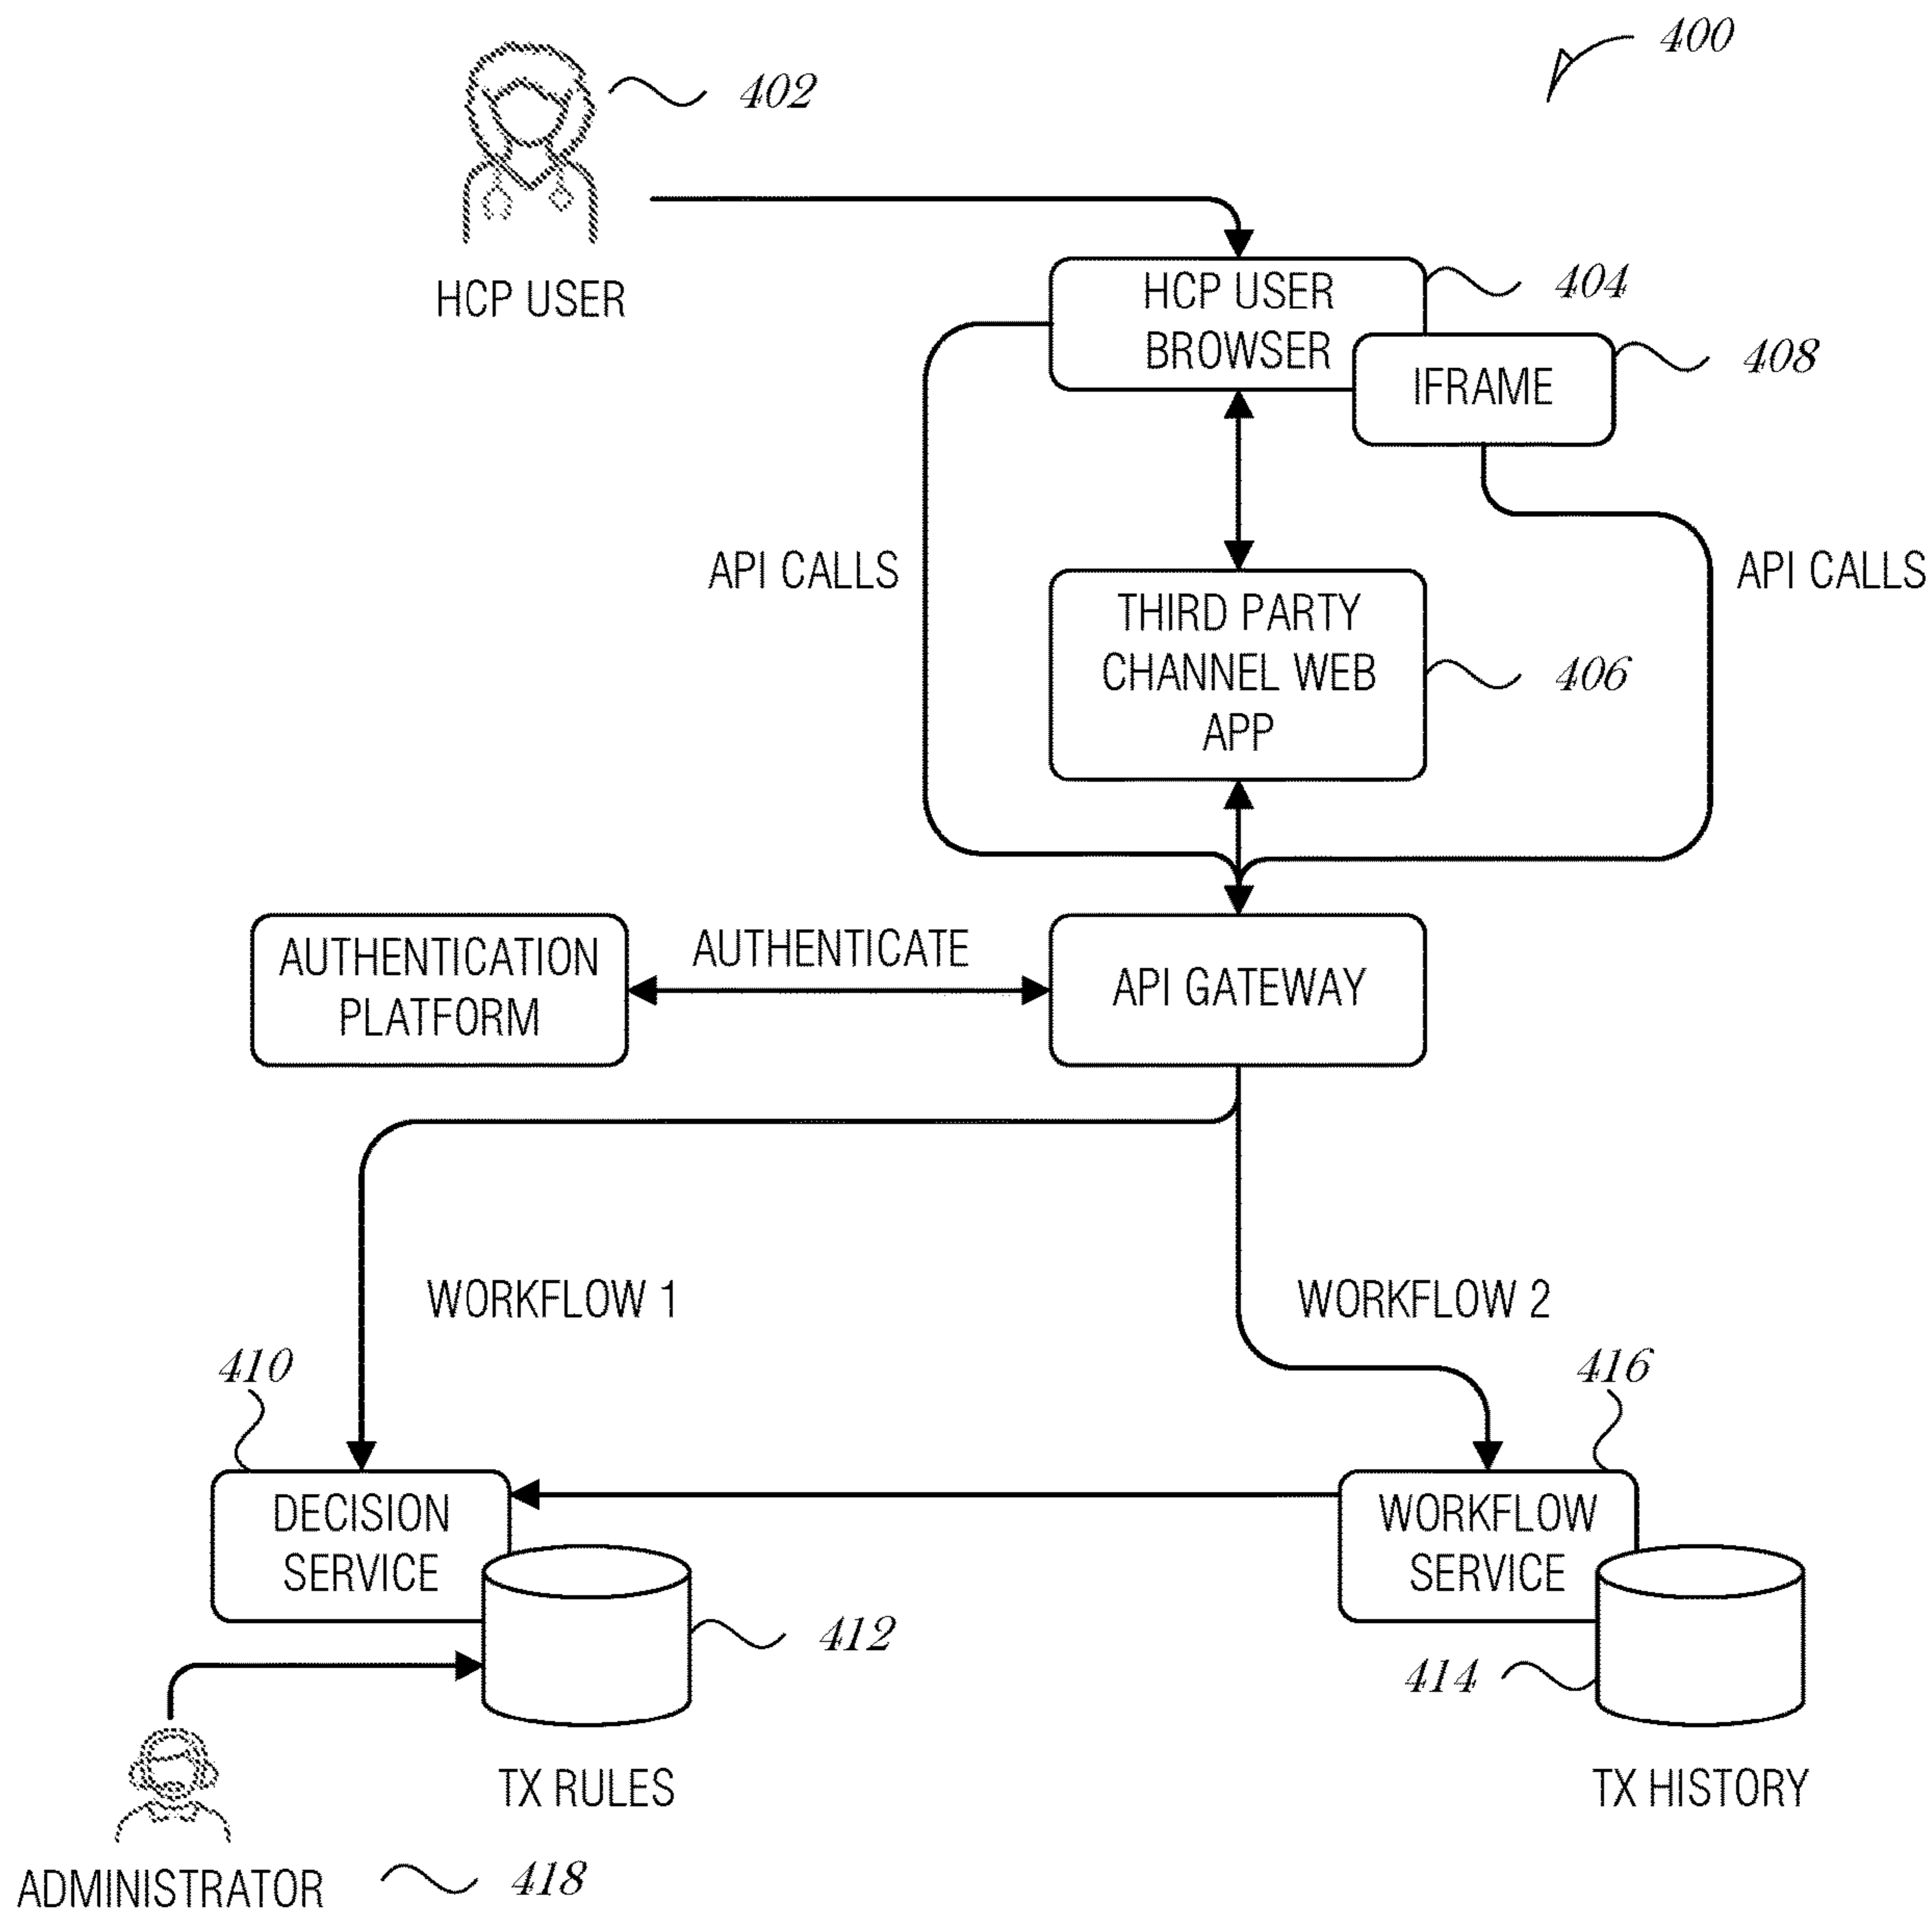 400
402
HCP USER
HCP USER
BROWSER
404
IFRAME
408
API CALLS
API CALLS
THIRD PARTY
CHANNEL WEB
APP
406
AUTHENTICATION
PLATFORM
AUTHENTICATE
API GATEWAY
WORKFLOW 1
WORKFLOW 2
410
416
DECISION
SERVICE
WORKFLOW
SERVICE
412
414
TX RULES
TX HISTORY
ADMINISTRATOR
418